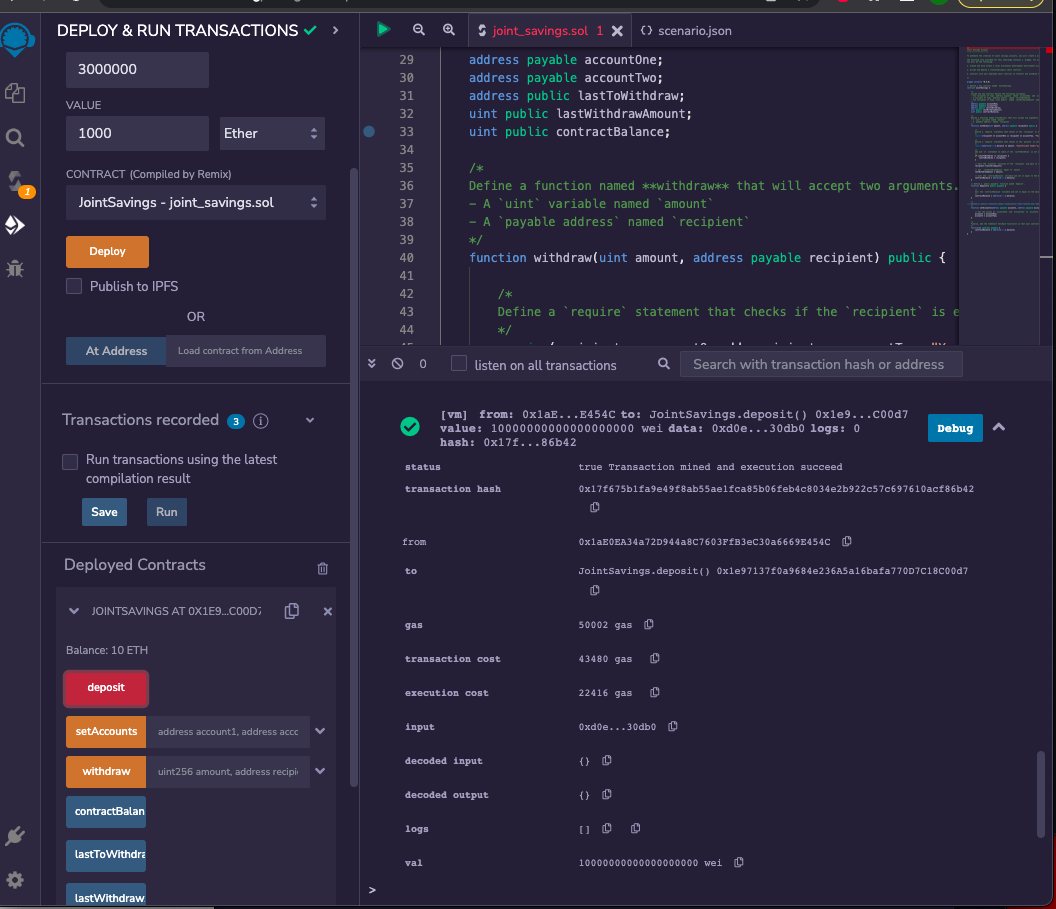 DEPLOY & RUN TRANSACTIONS
3000000
VALUE
1000
Ether
CONTRACT (Compiled by Remix)
JointSavings - joint_savings.sol
Deploy
Publish to IPFS
OR
At Address
Load contract from Address
Transactions recorded 3
Run transactions using the latest
compilation result
Save
Run
Deployed Contracts
JOINTSAVINGS AT 0X1E9...C00D7
Balance: 10 ETH
deposit
setAccounts
address account1, address acco
withdraw
uint256 amount, address recipi
contractBalan
lastToWithdra
lastWithdraw
1
joint_savings.sol 1
scenario.json
29 address payable accountOne;
30 address payable accountTwo;
31 address public lastToWithdraw;
32 uint public lastWithdrawAmount;
33 uint public contractBalance;
34
35 /*
36 Define a function named **withdraw** that will accept two arguments.
37 - A `uint` variable named `amount`
38 - A `payable address` named `recipient`
39 */
40 function withdraw(uint amount, address payable recipient) public {
41
42 /*
43 Define a `require` statement that checks if the `recipient` is e
44 */
0
listen on all transactions
Search with transaction hash or address
[vm] from: 0x1aE...E454C to: JointSavings.deposit() 0x1e9...C00d7
value: 10000000000000000000 wei data: 0xd0e...30db0 logs: 0
hash: 0x17f...86b42
Debug
status true Transaction mined and execution succeed
transaction hash 0x17f675b1fa9e49f8ab55ae1fca85b06feb4c8034e2b922c57c697610acf86b42
from 0x1aE0EA34a72D944a8C7603FfB3eC30a6669E454C
to JointSavings.deposit() 0x1e97137f0a9684e236A5a16bafa770D7C18C00d7
gas 50002 gas
transaction cost 43480 gas
execution cost 22416 gas
input 0xd0e...30db0
decoded input {}
decoded output {}
logs []
val 10000000000000000000 wei
>